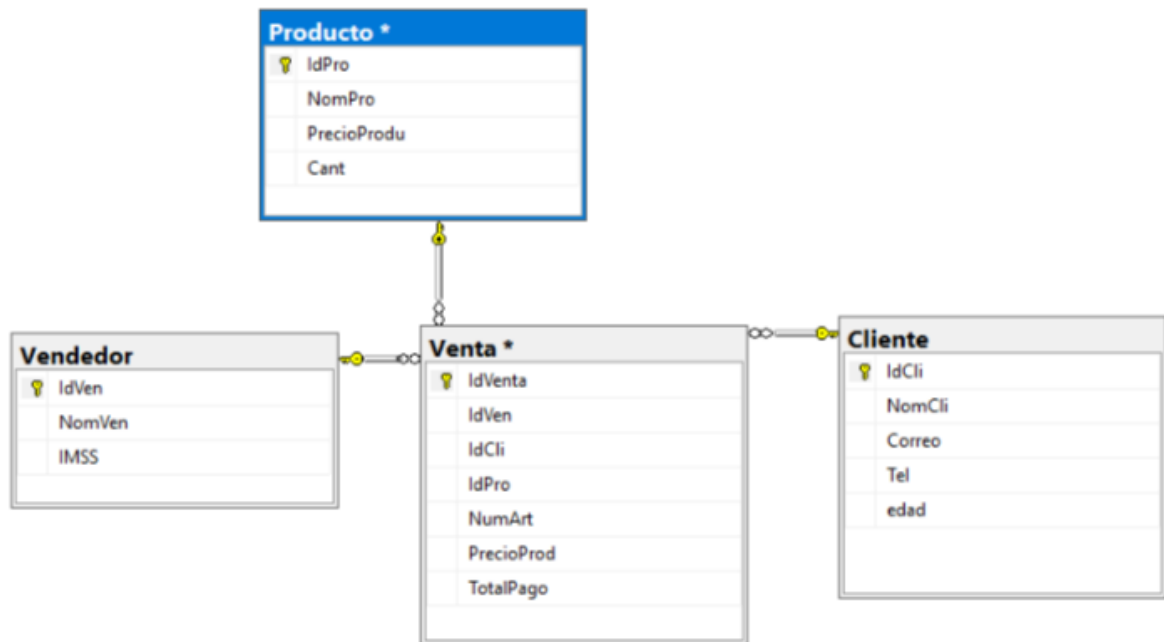 Producto *
IdPro
NomPro
PrecioProdu
Cant
Vendedor
IdVen
NomVen
IMSS
Venta *
IdVenta
IdVen
IdCli
IdPro
NumArt
PrecioProd
TotalPago
Cliente
IdCli
NomCli
Correo
Tel
edad